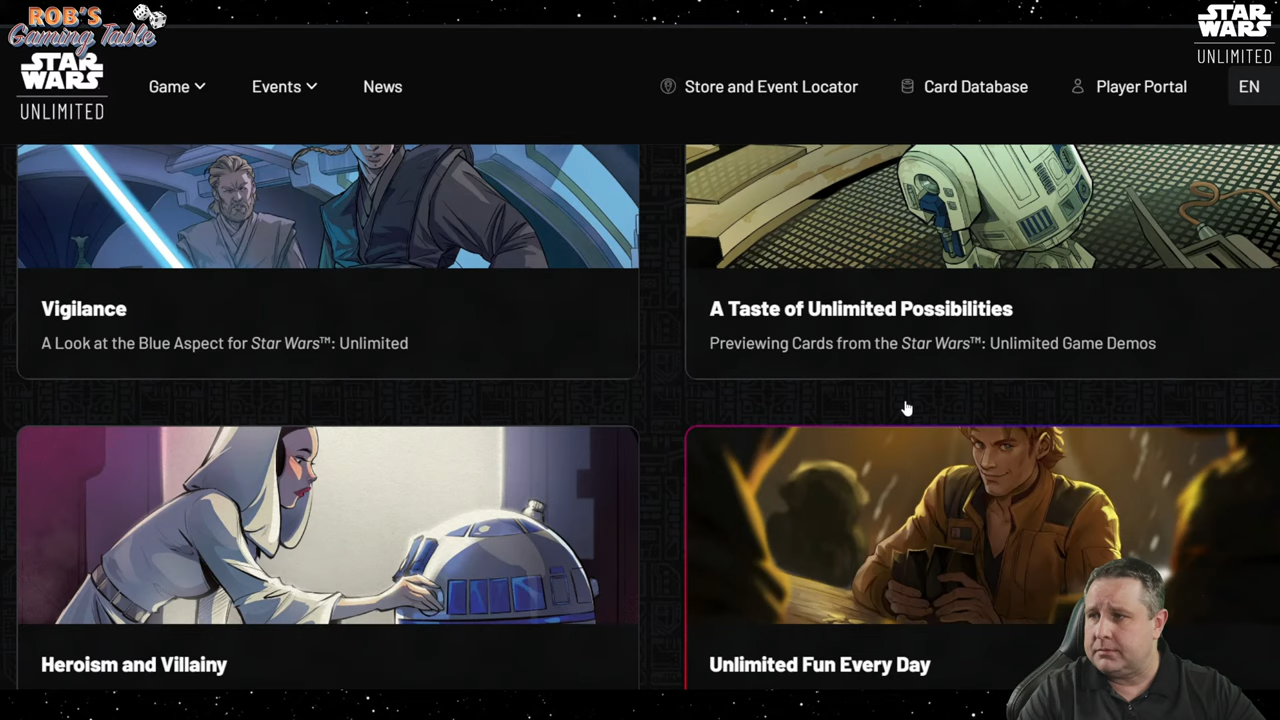 ROB'S
Gaming Table
STAR
WARS
UNLIMITED
STAR
WARS
UNLIMITED
Game
Events
News
Store and Event Locator
Card Database
Player Portal
EN
Vigilance
A Look at the Blue Aspect for Star Wars™: Unlimited
A Taste of Unlimited Possibilities
Previewing Cards from the Star Wars™: Unlimited Game Demos
Heroism and Villainy
Unlimited Fun Every Day